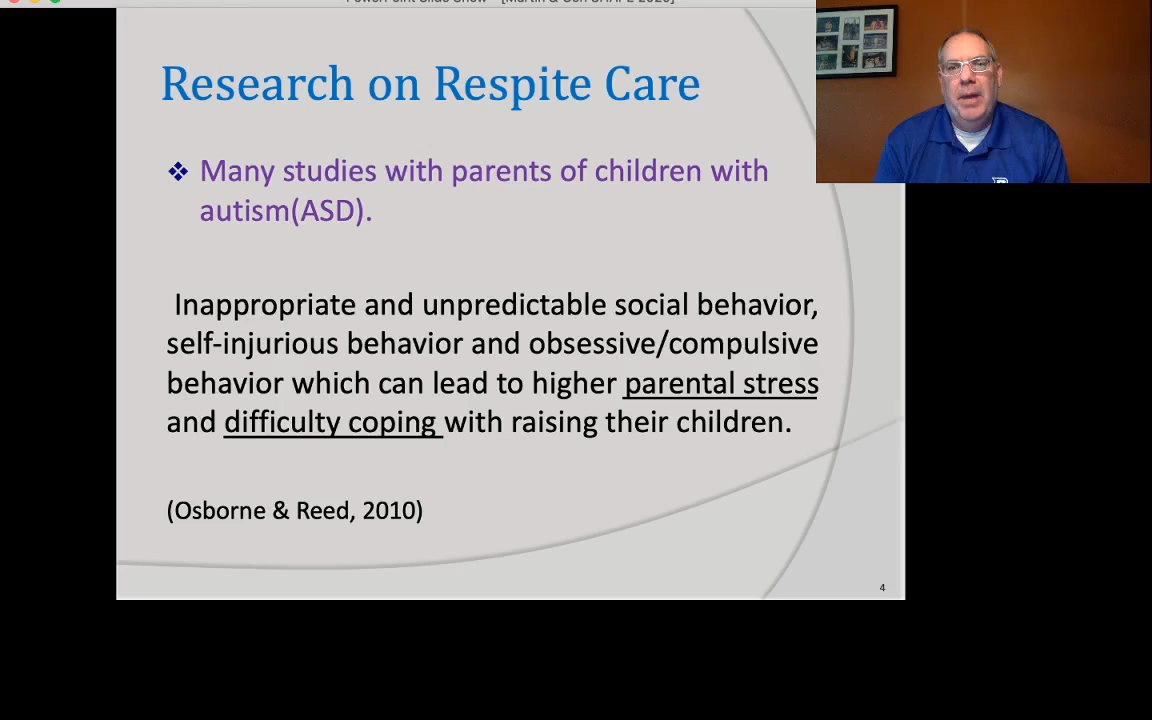 Research on Respite Care
❖ Many studies with parents of children with
autism(ASD).
Inappropriate and unpredictable social behavior,
self-injurious behavior and obsessive/compulsive
behavior which can lead to higher parental stress
and difficulty coping with raising their children.
(Osborne & Reed, 2010)
4